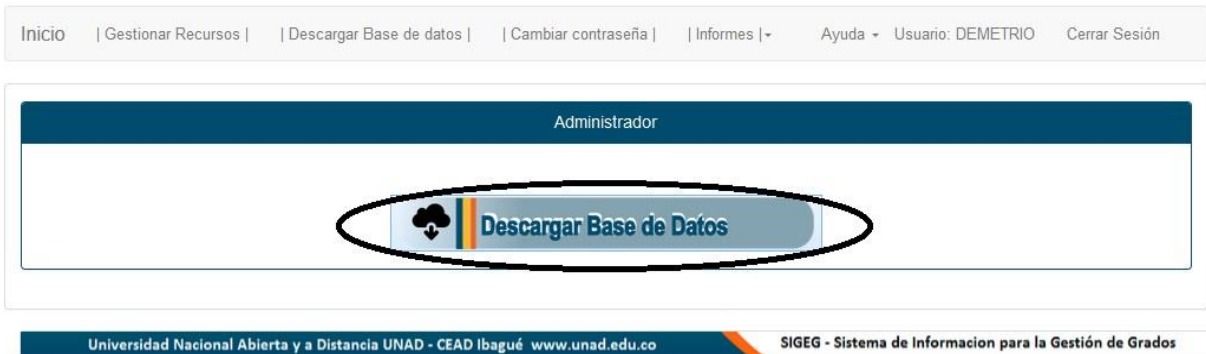 Inicio | Gestionar Recursos | | Descargar Base de datos | | Cambiar contraseña | | Informes | Ayuda Usuario: DEMETRIO Cerrar Sesión
Administrador
Descargar Base de Datos
Universidad Nacional Abierta y a Distancia UNAD - CEAD Ibagué www.unad.edu.co SIGEG - Sistema de Informacion para la Gestión de Grados